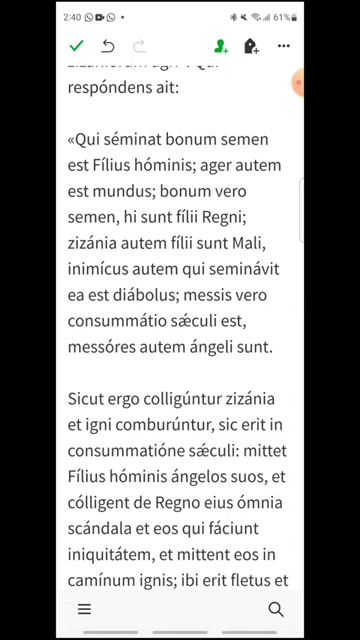 2:40
61%
respóndens ait:
«Qui séminat bonum semen
est Fílius hóminis; ager autem
est mundus; bonum vero
semen, hi sunt fílii Regni;
zizánia autem fílii sunt Mali,
inimícus autem qui seminávit
ea est diábolus; messis vero
consummátio sǽculi est,
messóres autem ángeli sunt.
Sicut ergo colligúntur zizánia
et igni comburúntur, sic erit in
consummatióne sǽculi: mittet
Fílius hóminis ángelos suos, et
cólligent de Regno eius ómnia
scándala et eos qui fáciunt
iniquitátem, et mittent eos in
camínum ignis; ibi erit fletus et